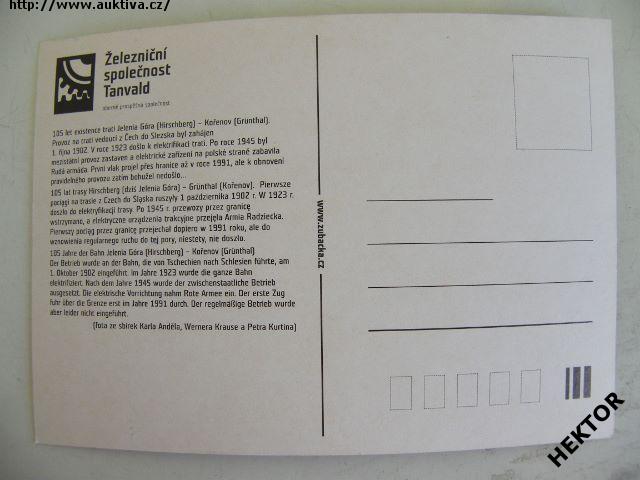 http://www.auktiva.cz/
Železniční
společnost
Tanvald
obecně prospěšná společnost
105 let existence trati Jelenia Góra (Hirschberg) – Kořenov (Grünthal).
Provoz na trati vedoucí z Čech do Slezska byl zahájen
1. října 1902. V roce 1923 došlo k elektrifikaci trati. Po roce 1945 byl
mezistátní provoz zastaven a elektrické zařízení na polské straně zabavila
Rudá armáda. První vlak projel přes hranice až v roce 1991, ale k obnovení
pravidelného provozu zatím bohužel nedošlo...
105 lat trasy Hirschberg (dziś Jelenia Góra) – Grünthal (Kořenov). Pierwsze
pociągi na trasie z Czech do Śląska ruszyły 1 października 1902 r. W 1923 r.
doszło do elektryfikacji trasy. Po 1945 r. przewozy przez granicę
wstrzymano, a elektryczne urządzenia trakcyjne przejęła Armia Radziecka.
Pierwszy pociąg przez granicę przejechał dopiero w 1991 roku, ale do
wznowienia regularnego ruchu do tej pory, niestety, nie doszło.
105 Jahre der Bahn Jelenia Góra (Hirschberg) – Kořenov (Grünthal)
Der Betrieb wurde an der Bahn, die von Tschechien nach Schlesien führte, am
1. Oktober 1902 eingeführt. Im Jahre 1923 wurde die ganze Bahn
elektrifiziert. Nach dem Jahre 1945 wurde der zwischenstaatliche Betrieb
ausgesetzt. Die elektrische Vorrichtung nahm Rote Armee ein. Der erste Zug
fuhr über die Grenze erst im Jahre 1991 durch. Der regelmäßige Betrieb wurde
aber leider nicht eingeführt.
(foto ze sbírek Karla Anděla, Wernera Krause a Petra Kurtina)
www.zubacka.cz
HEKTOR